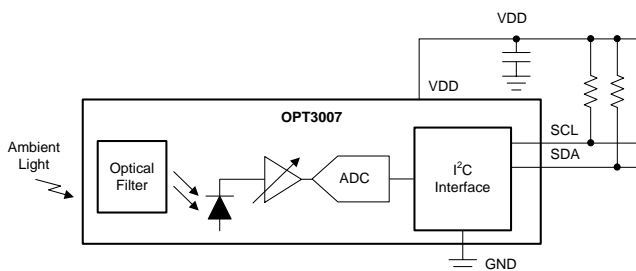 VDD
VDD
OPT3007
Ambient
Light
Optical
Filter
ADC
I²C
Interface
SCL
SDA
GND